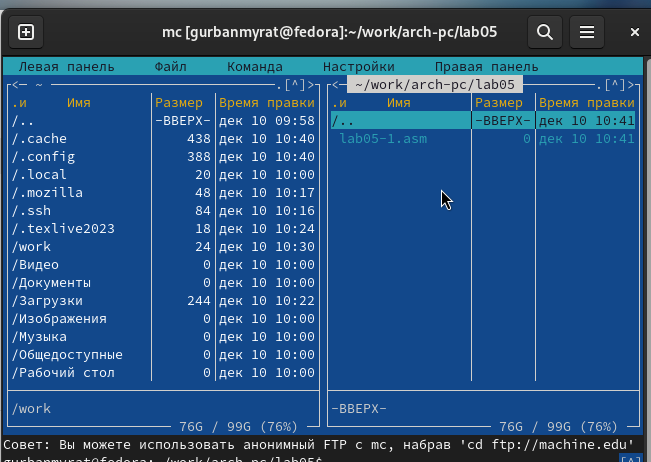 mc [gurbanmyrat@fedora]:~/work/arch-pc/lab05
Левая панель Файл Команда Настройки Правая панель
<─ ~ .[^]> <─ ~/work/arch-pc/lab05 .[^]>
.и Имя Размер Время правки .и Имя Размер Время правки
/.. -ВВЕРХ- дек 10 09:58 /.. -ВВЕРХ- дек 10 10:41
/.cache 438 дек 10 10:40 lab05-1.asm 0 дек 10 10:41
/.config 388 дек 10 10:40
/.local 20 дек 10 10:00
/.mozilla 48 дек 10 10:17
/.ssh 84 дек 10 10:16
/.texlive2023 18 дек 10 10:24
/work 24 дек 10 10:30
/Видео 0 дек 10 10:00
/Документы 0 дек 10 10:00
/Загрузки 244 дек 10 10:22
/Изображения 0 дек 10 10:00
/Музыка 0 дек 10 10:00
/Общедоступные 0 дек 10 10:00
/Рабочий стол 0 дек 10 10:00
/work -ВВЕРХ-
76G / 99G (76%) 76G / 99G (76%)
Совет: Вы можете использовать анонимный FTP с mc, набрав 'cd ftp://machine.edu'
gurbanmyrat@fedora:~/work/arch-pc/lab05$ [^]